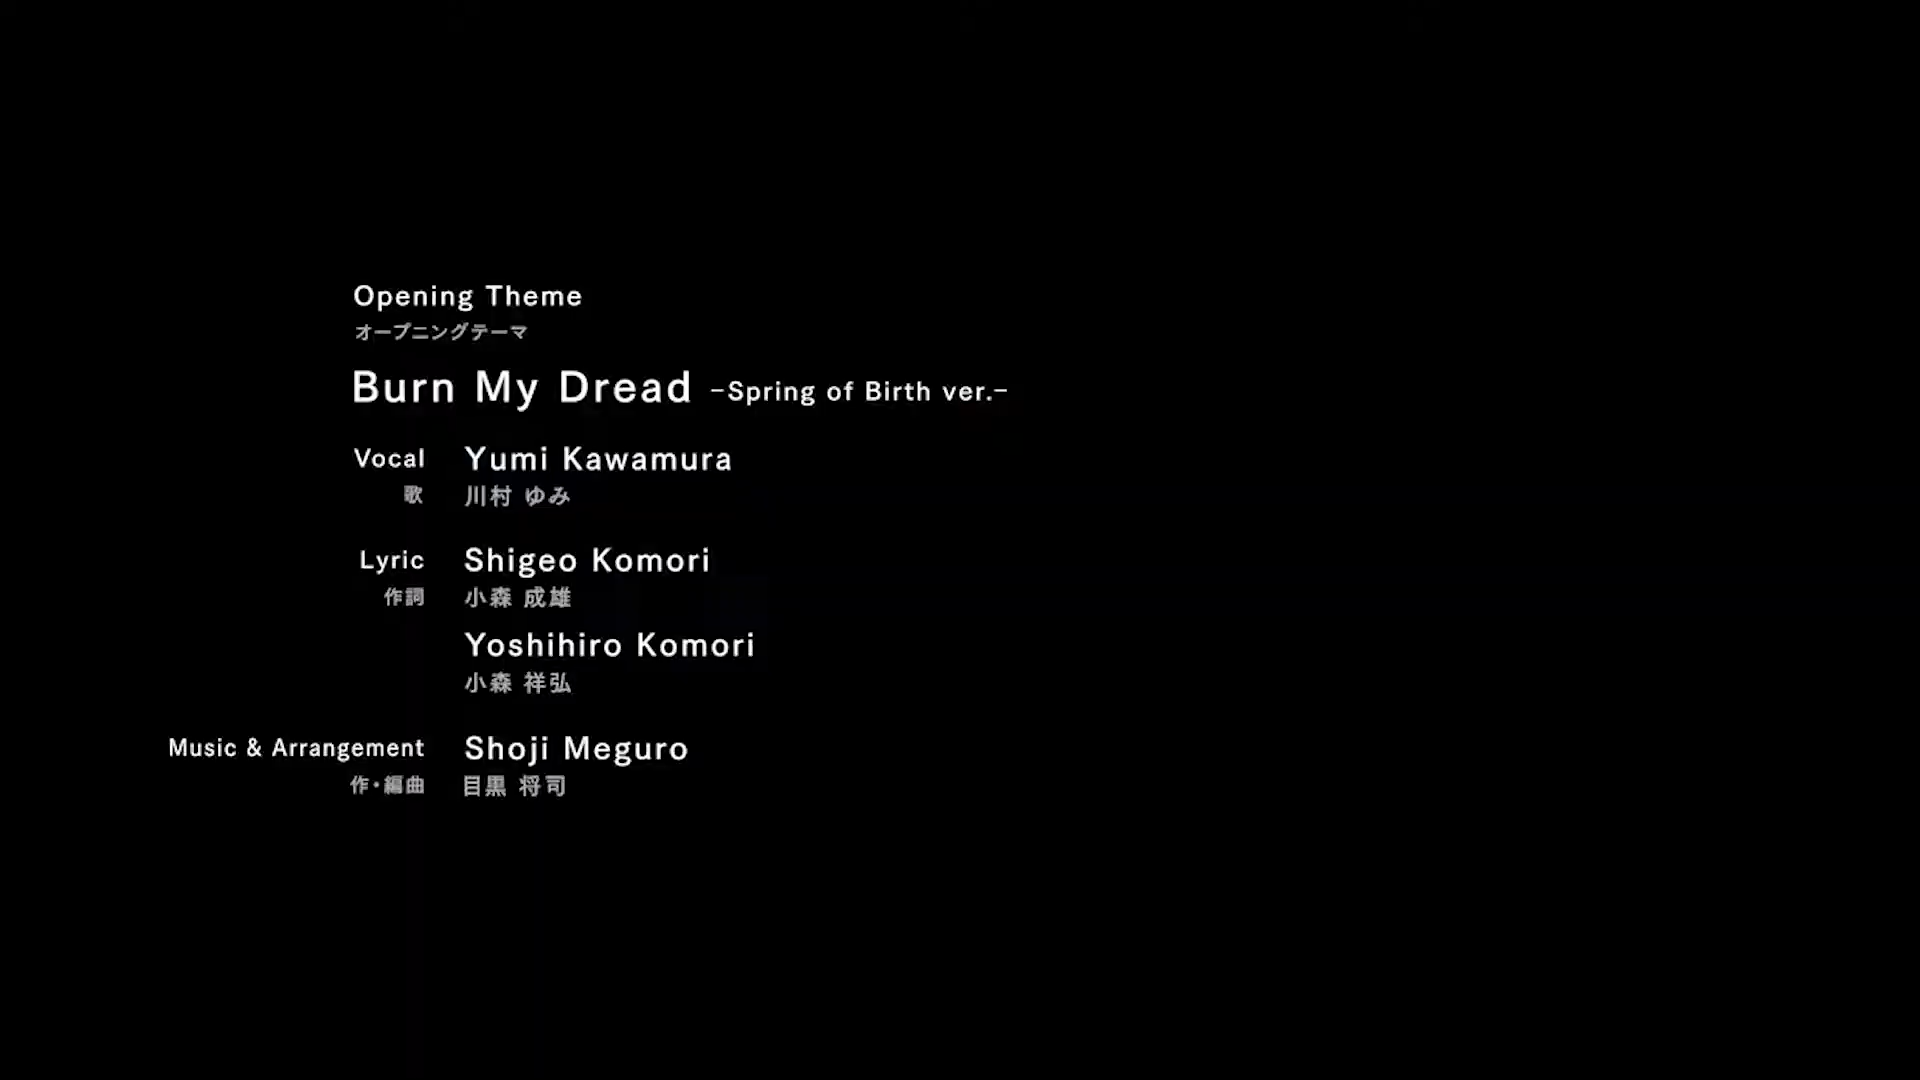 Opening Theme
オープニングテーマ
Burn My Dread -Spring of Birth ver.-
Vocal Yumi Kawamura
歌 川村 ゆみ
Lyric Shigeo Komori
作詞 小森 成雄
Yoshihiro Komori
小森 祥弘
Music & Arrangement Shoji Meguro
作・編曲 目黒 将司